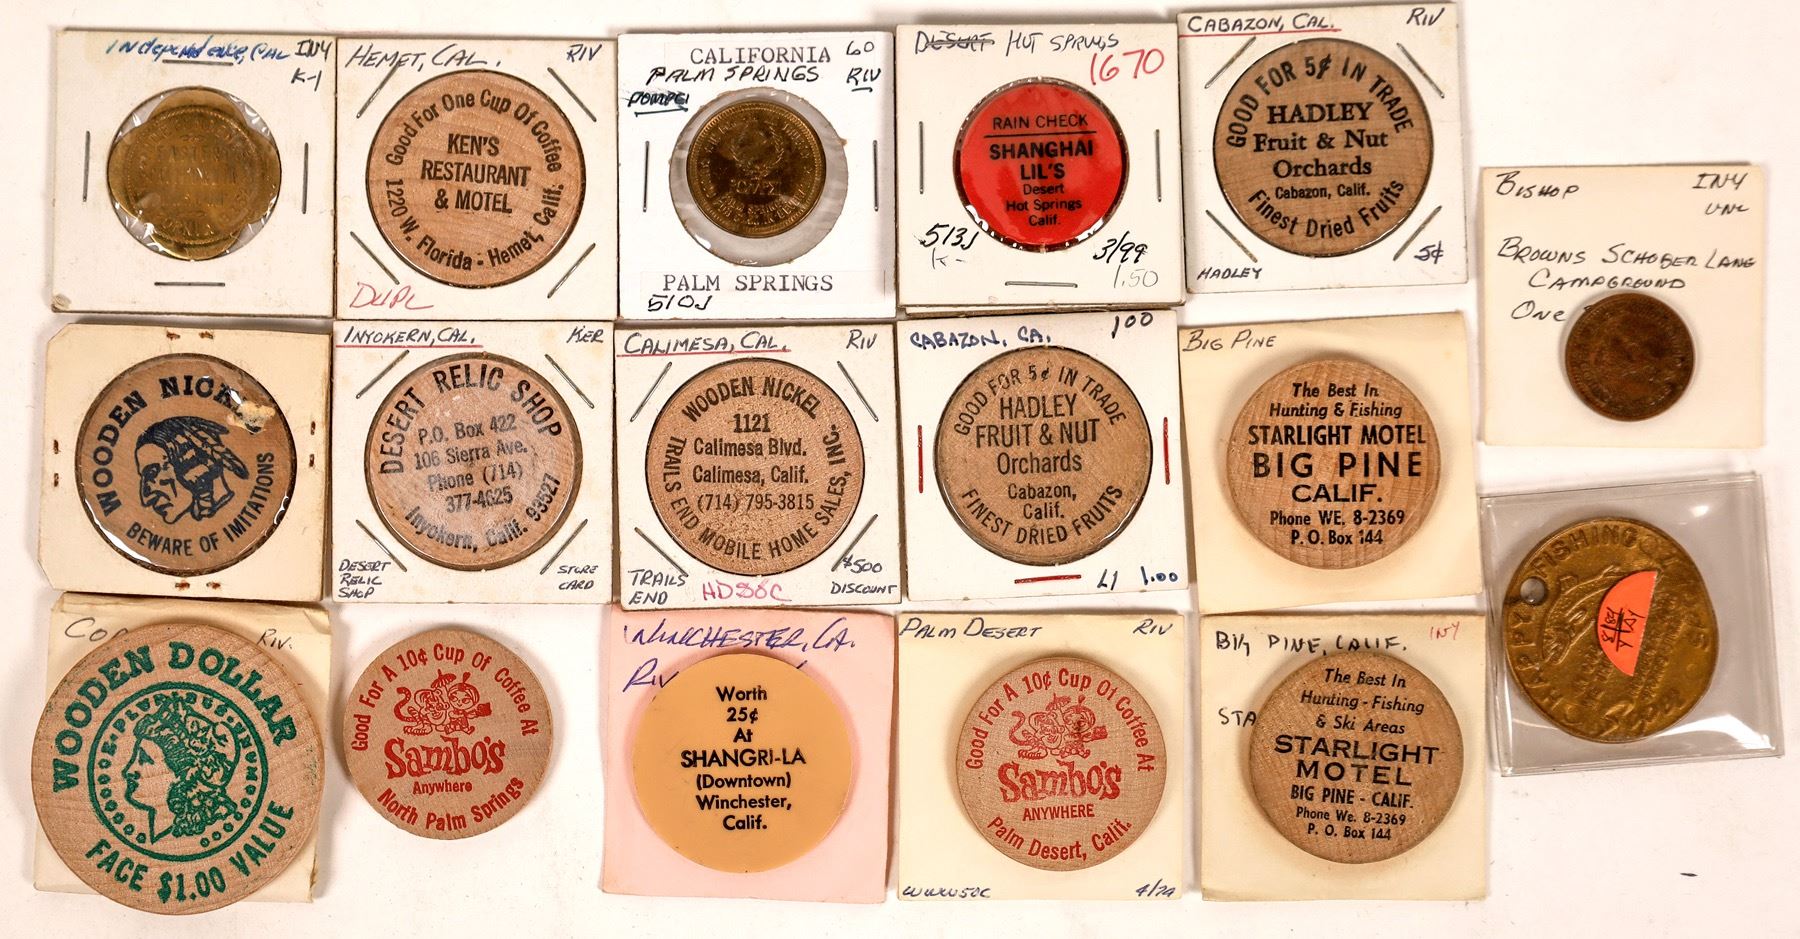 Independence, Cal INY
K-1
HEMET, CAL. RIV
Good For One Cup Of Coffee
KEN'S
RESTAURANT
& MOTEL
1220 W. Florida - Hemet, Calif.
DUPL
CALIFORNIA 60
PALM SPRINGS RIV
POMPEI
PALM SPRINGS
510J
DESERT HOT SPRINGS
1670
RAIN CHECK
SHANGHAI
LIL'S
Desert
Hot Springs
Calif.
513J
K-
3/99
1.50
CABAZON, CAL. RIV
GOOD FOR 5¢ IN TRADE
HADLEY
Fruit & Nut
Orchards
Cabazon, Calif.
Finest Dried Fruits
HADLEY
5¢
BISHOP INY
UNC
BROWNS SCHOBER LANE
CAMPGROUND
ONE
WOODEN
BEWARE OF IMITATIONS
INYOKERN, CAL. KER
DESERT RELIC SHOP
P.O. Box 422
106 Sierra Ave.
Phone (714)
377-4625
Inyokern, Calif. 93527
DESERT
RELIC
SHOP
STORE
CARD
CALIMESA, CAL. RIV
WOODEN NICKEL
1121
Calimesa Blvd.
Calimesa, Calif.
(714) 795-3815
TRAILS END MOBILE HOME SALES, INC.
TRAILS
END
HD88C
$500
DISCOUNT
CABAZON, CA. 100
GOOD FOR 5¢ IN TRADE
HADLEY
FRUIT & NUT
Orchards
Cabazon,
Calif.
FINEST DRIED FRUITS
L1 1.00
BIG PINE
The Best In
Hunting & Fishing
STARLIGHT MOTEL
BIG PINE
CALIF.
Phone WE. 8-2369
P.O. Box 144
HAPPY FISHING
RIV.
WOODEN DOLLAR
E·PLURIBUS·UNUM
FACE $1.00 VALUE
Good For A 10¢ Cup Of Coffee At
Sambo's
Anywhere
North Palm Springs
WINCHESTER, CA.
RIV
Worth
25¢
At
SHANGRI-LA
(Downtown)
Winchester,
Calif.
PALM DESERT RIV
Good For A 10¢ Cup Of Coffee At
Sambo's
ANYWHERE
Palm Desert, Calif.
WWW50C
BIG PINE, CALIF. INY
STA
The Best In
Hunting - Fishing
& Ski Areas
STARLIGHT
MOTEL
BIG PINE - CALIF.
Phone We. 8-2369
P. O. Box 144